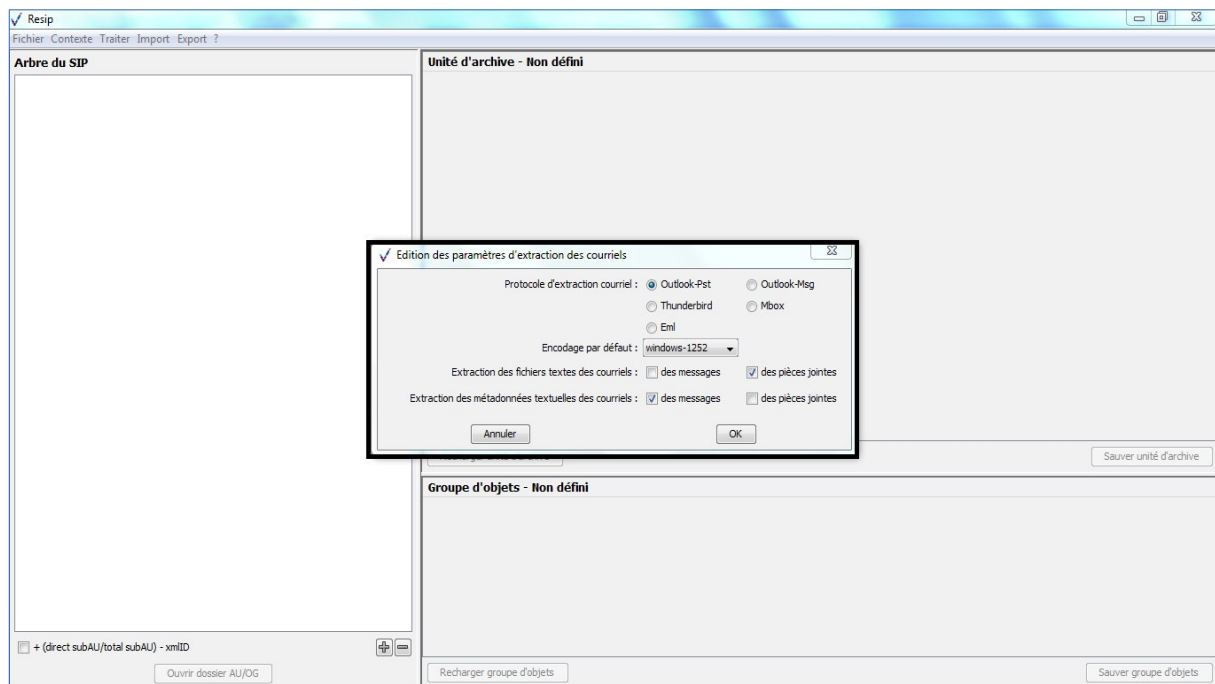 Resip
Fichier Contexte Traiter Import Export ?
Arbre du SIP
Unité d'archive - Non défini
Edition des paramètres d'extraction des courriels
Protocole d'extraction courriel : Outlook-Pst Outlook-Msg
Thunderbird Mbox
Eml
Encodage par défaut : windows-1252
Extraction des fichiers textes des courriels : des messages des pièces jointes
Extraction des métadonnées textuelles des courriels : des messages des pièces jointes
Annuler OK
Sauver unité d'archive
Groupe d'objets - Non défini
+ (direct subAU/total subAU) - xmlID
Ouvrir dossier AU/OG
Recharger groupe d'objets
Sauver groupe d'objets